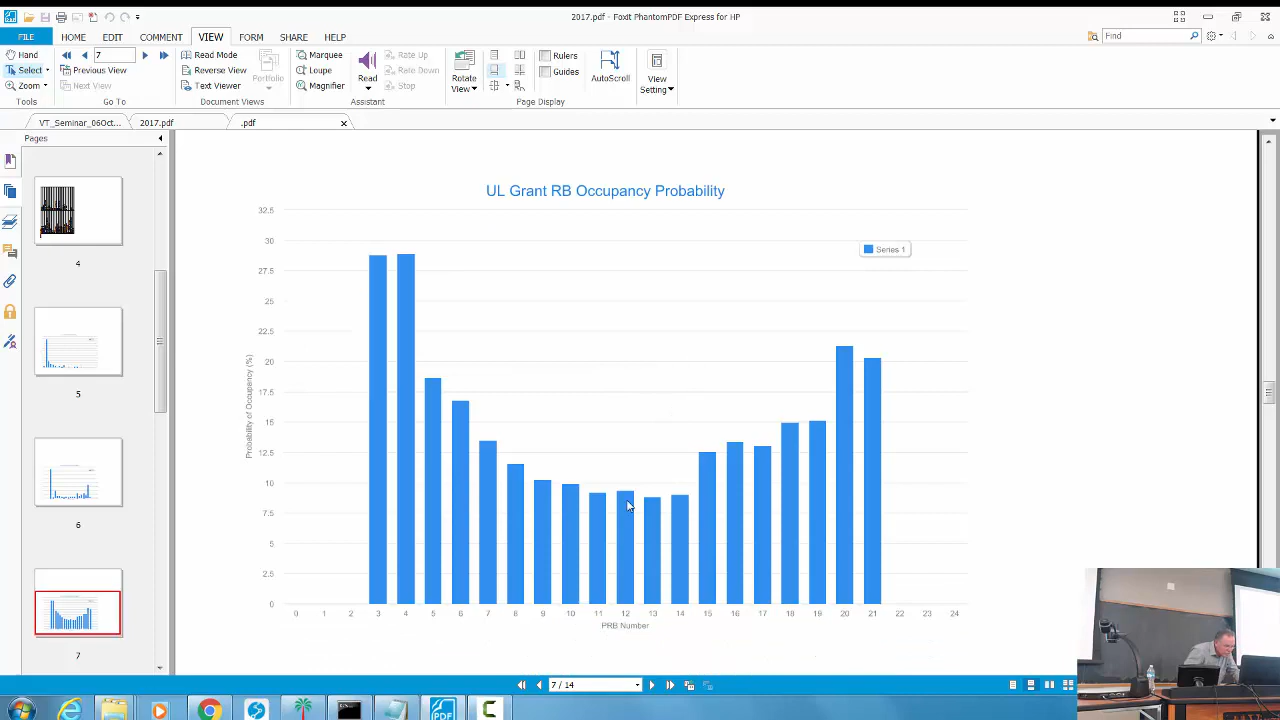 2017.pdf - Foxit PhantomPDF Express for HP
FILE
HOME
EDIT
COMMENT
VIEW
FORM
SHARE
HELP
Find
Hand
Select
Zoom
Tools
7
Previous View
Next View
Go To
Read Mode
Reverse View
Text Viewer
Portfolio
Document Views
Marquee
Loupe
Magnifier
Read
Rate Up
Rate Down
Stop
Assistant
Rotate
View
Rulers
Guides
Page Display
AutoScroll
View
Setting
VT_Seminar_06Oct...
2017.pdf
.pdf
Pages
4
5
6
7
UL Grant RB Occupancy Probability
Series 1
Probability of Occupancy (%)
32.5
30
27.5
25
22.5
20
17.5
15
12.5
10
7.5
5
2.5
0
0 1 2 3 4 5 6 7 8 9 10 11 12 13 14 15 16 17 18 19 20 21 22 23 24
PRB Number
7 / 14
PDF